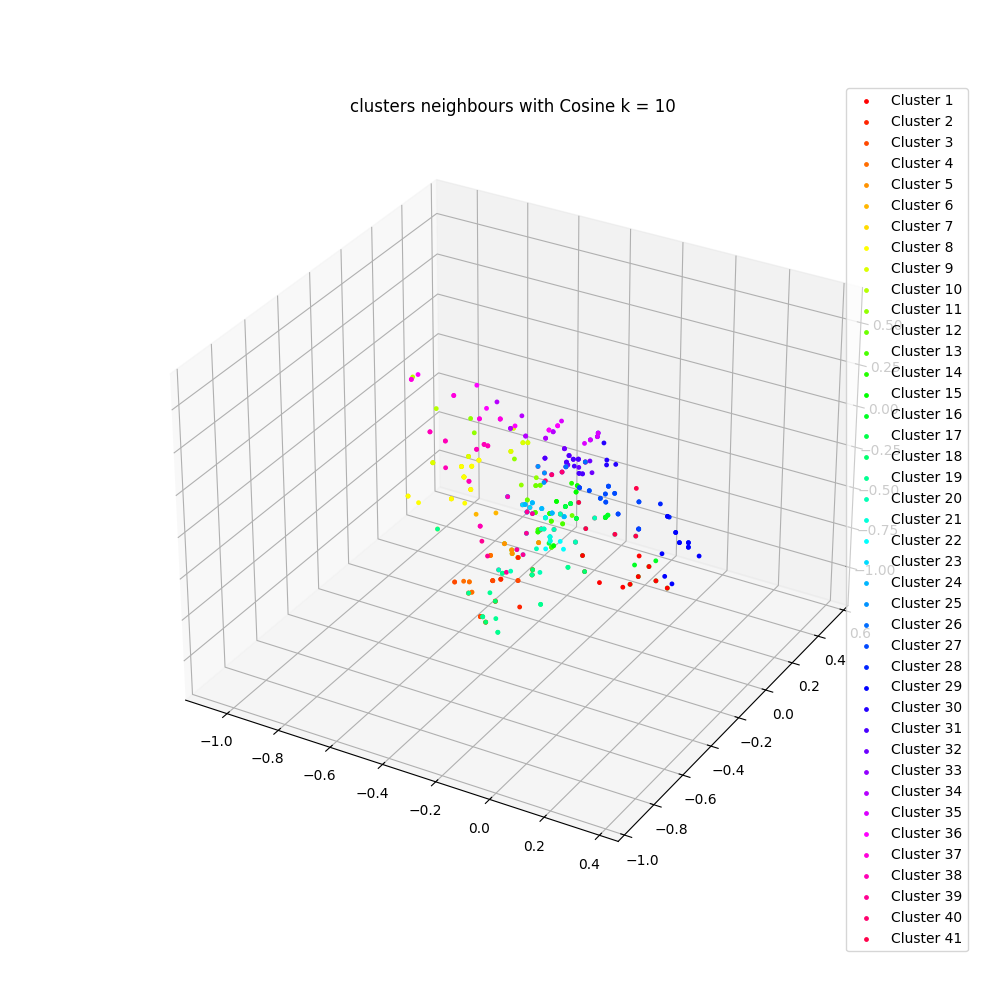 clusters neighbours with Cosine k = 10
Cluster 1
Cluster 2
Cluster 3
Cluster 4
Cluster 5
Cluster 6
Cluster 7
Cluster 8
Cluster 9
Cluster 10
Cluster 11
Cluster 12
Cluster 13
Cluster 14
Cluster 15
Cluster 16
Cluster 17
Cluster 18
Cluster 19
Cluster 20
Cluster 21
Cluster 22
Cluster 23
Cluster 24
Cluster 25
Cluster 26
Cluster 27
Cluster 28
Cluster 29
Cluster 30
Cluster 31
Cluster 32
Cluster 33
Cluster 34
Cluster 35
Cluster 36
Cluster 37
Cluster 38
Cluster 39
Cluster 40
Cluster 41
0.50
0.25
0.00
−0.25
−0.50
−0.75
−1.00
0.6
0.4
0.2
0.0
−0.2
−0.4
−0.6
−0.8
−1.0
−1.0
−0.8
−0.6
−0.4
−0.2
0.0
0.2
0.4